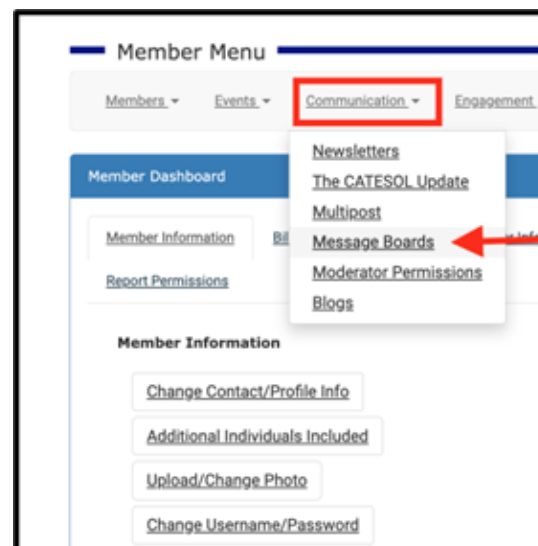 Member Menu
Members Events Communication Engagement
Newsletters
Member Dashboard
The CATESOL Update
Multipost
Member Information
Message Boards
Report Permissions
Moderator Permissions
Blogs
Member Information
Change Contact/Profile Info
Additional Individuals Included
Upload/Change Photo
Change Username/Password